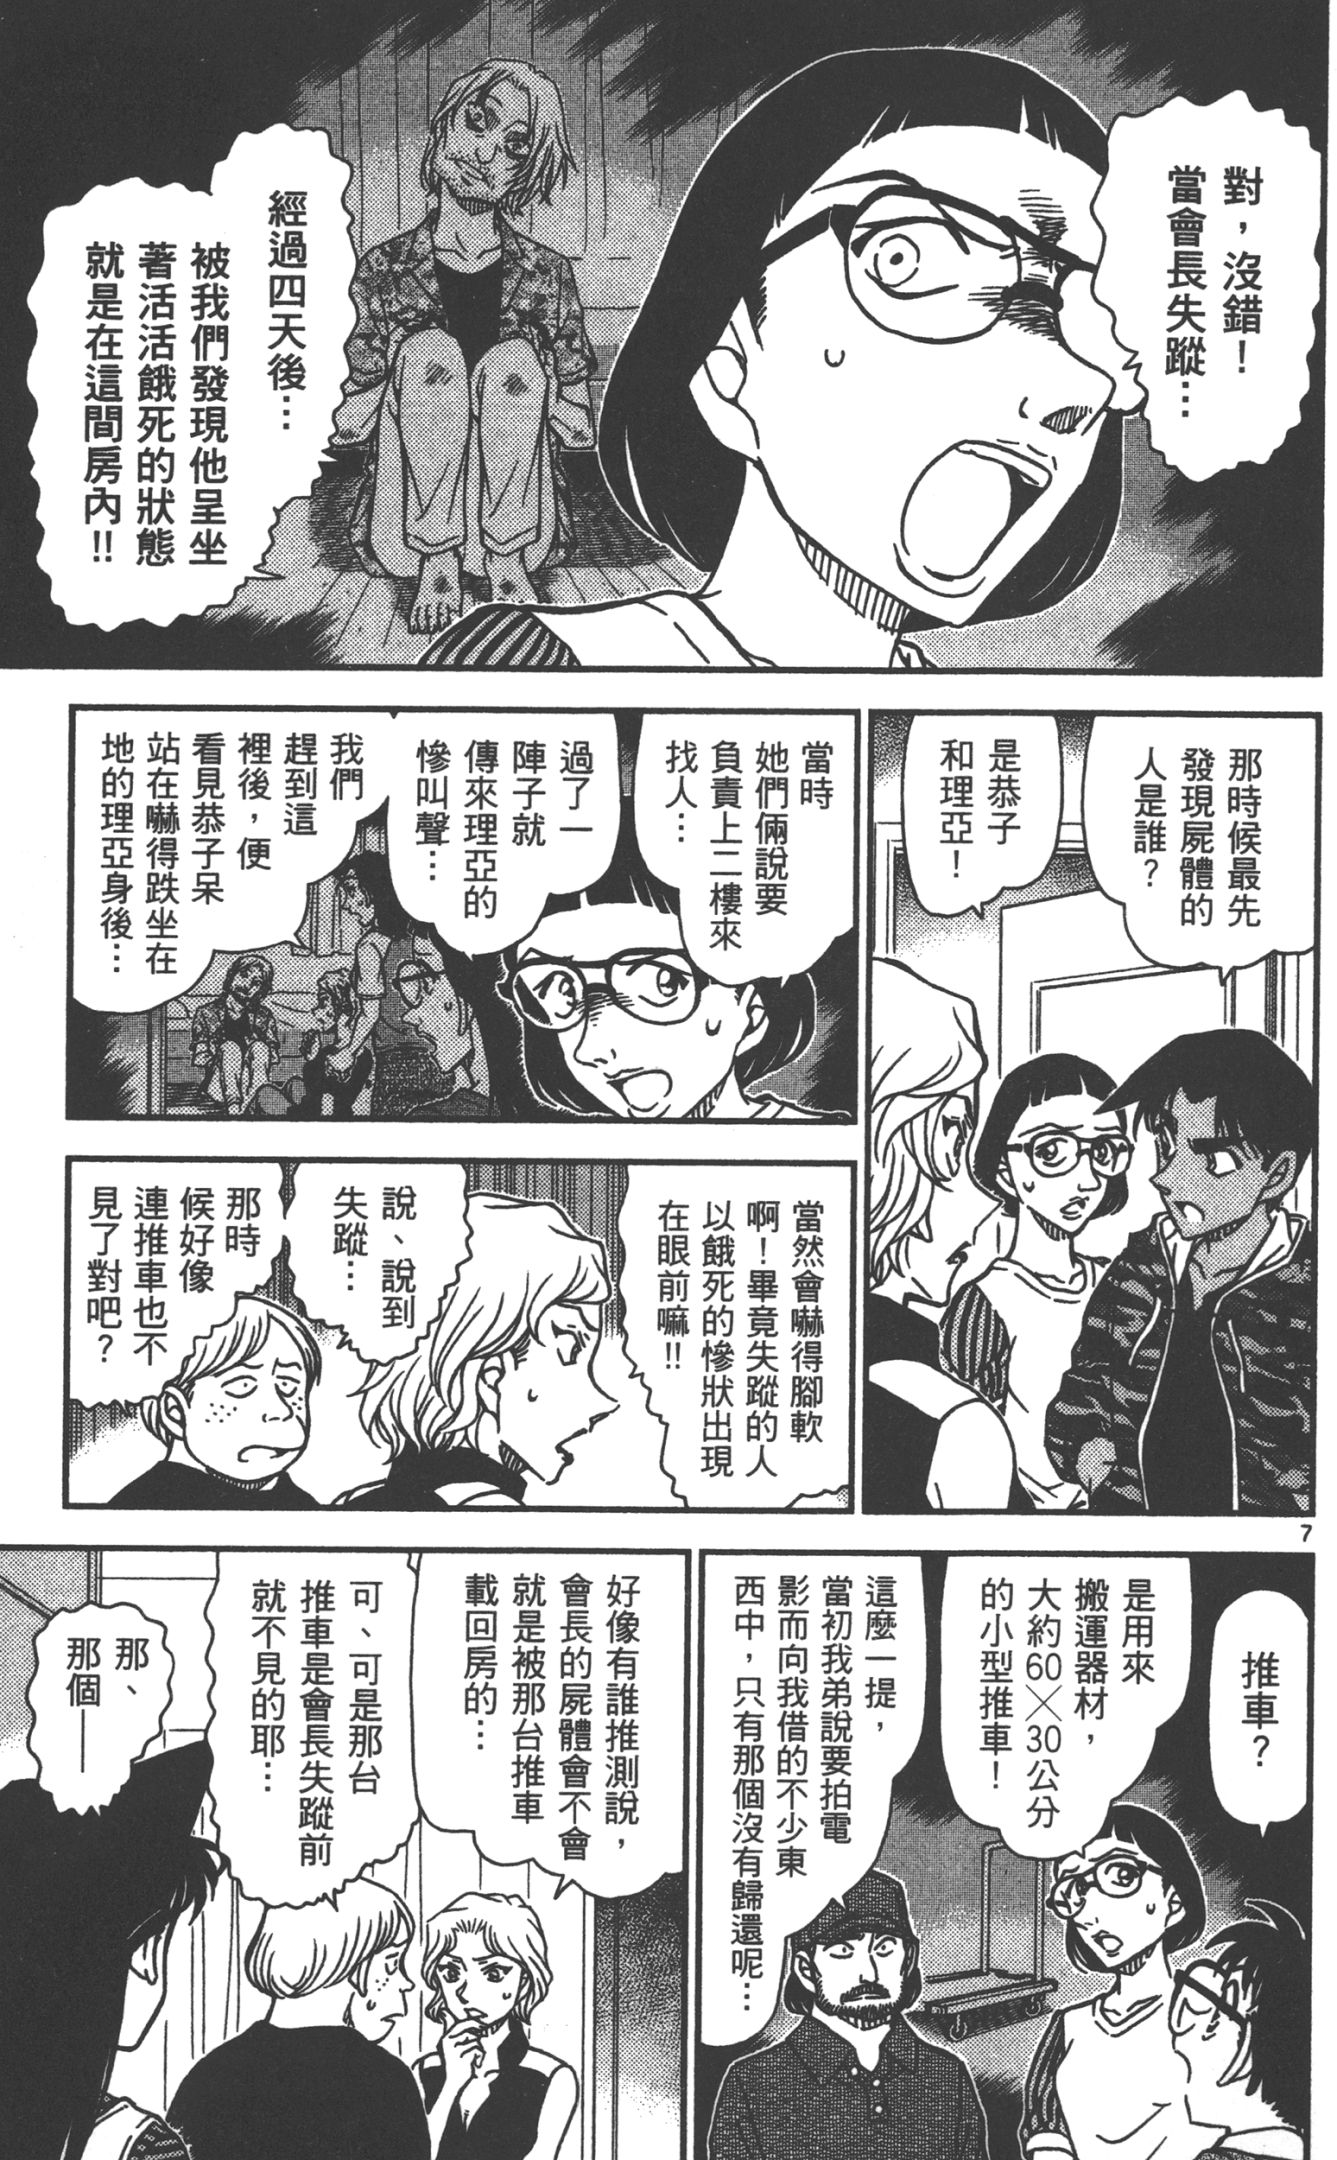 對，沒錯！
當會長失蹤…
經過四天後…
被我們發現他呈坐
著活活餓死的狀態
就是在這間房內!!
那時候最先
發現屍體的
人是誰？
是恭子
和理亞！
當時
她們倆說要
負責上二樓來
找人…
過了一
陣子就
傳來理亞的
慘叫聲…
我們
趕到這
裡後，便
看見恭子呆
站在嚇得跌坐在
地的理亞身後…
當然會嚇得腳軟
啊！畢竟失蹤的人
以餓死的慘狀出現
在眼前嘛!!
說、說到
失蹤…
那時
候好像
連推車也不
見了對吧？
7
推車？
是用來
搬運器材，
大約60×30公分
的小型推車！
這麼一提，
當初我弟說要拍電
影而向我借的不少東
西中，只有那個沒有歸還呢…
好像有誰推測說，
會長的屍體會不會
就是被那台推車
載回房的…
可、可是那台
推車是會長失蹤前
就不見的耶…
那、
那個—